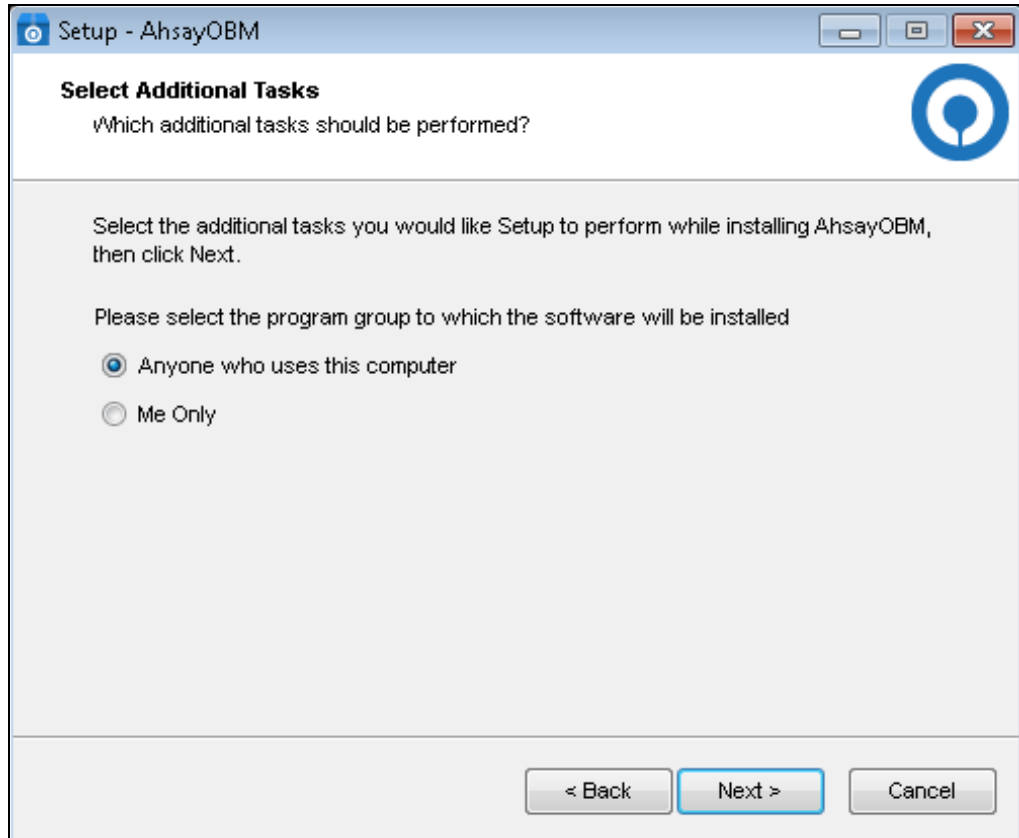 Setup - AhsayOBM
Select Additional Tasks
Which additional tasks should be performed?
Select the additional tasks you would like Setup to perform while installing AhsayOBM,
then click Next.
Please select the program group to which the software will be installed
Anyone who uses this computer
Me Only
< Back
Next >
Cancel